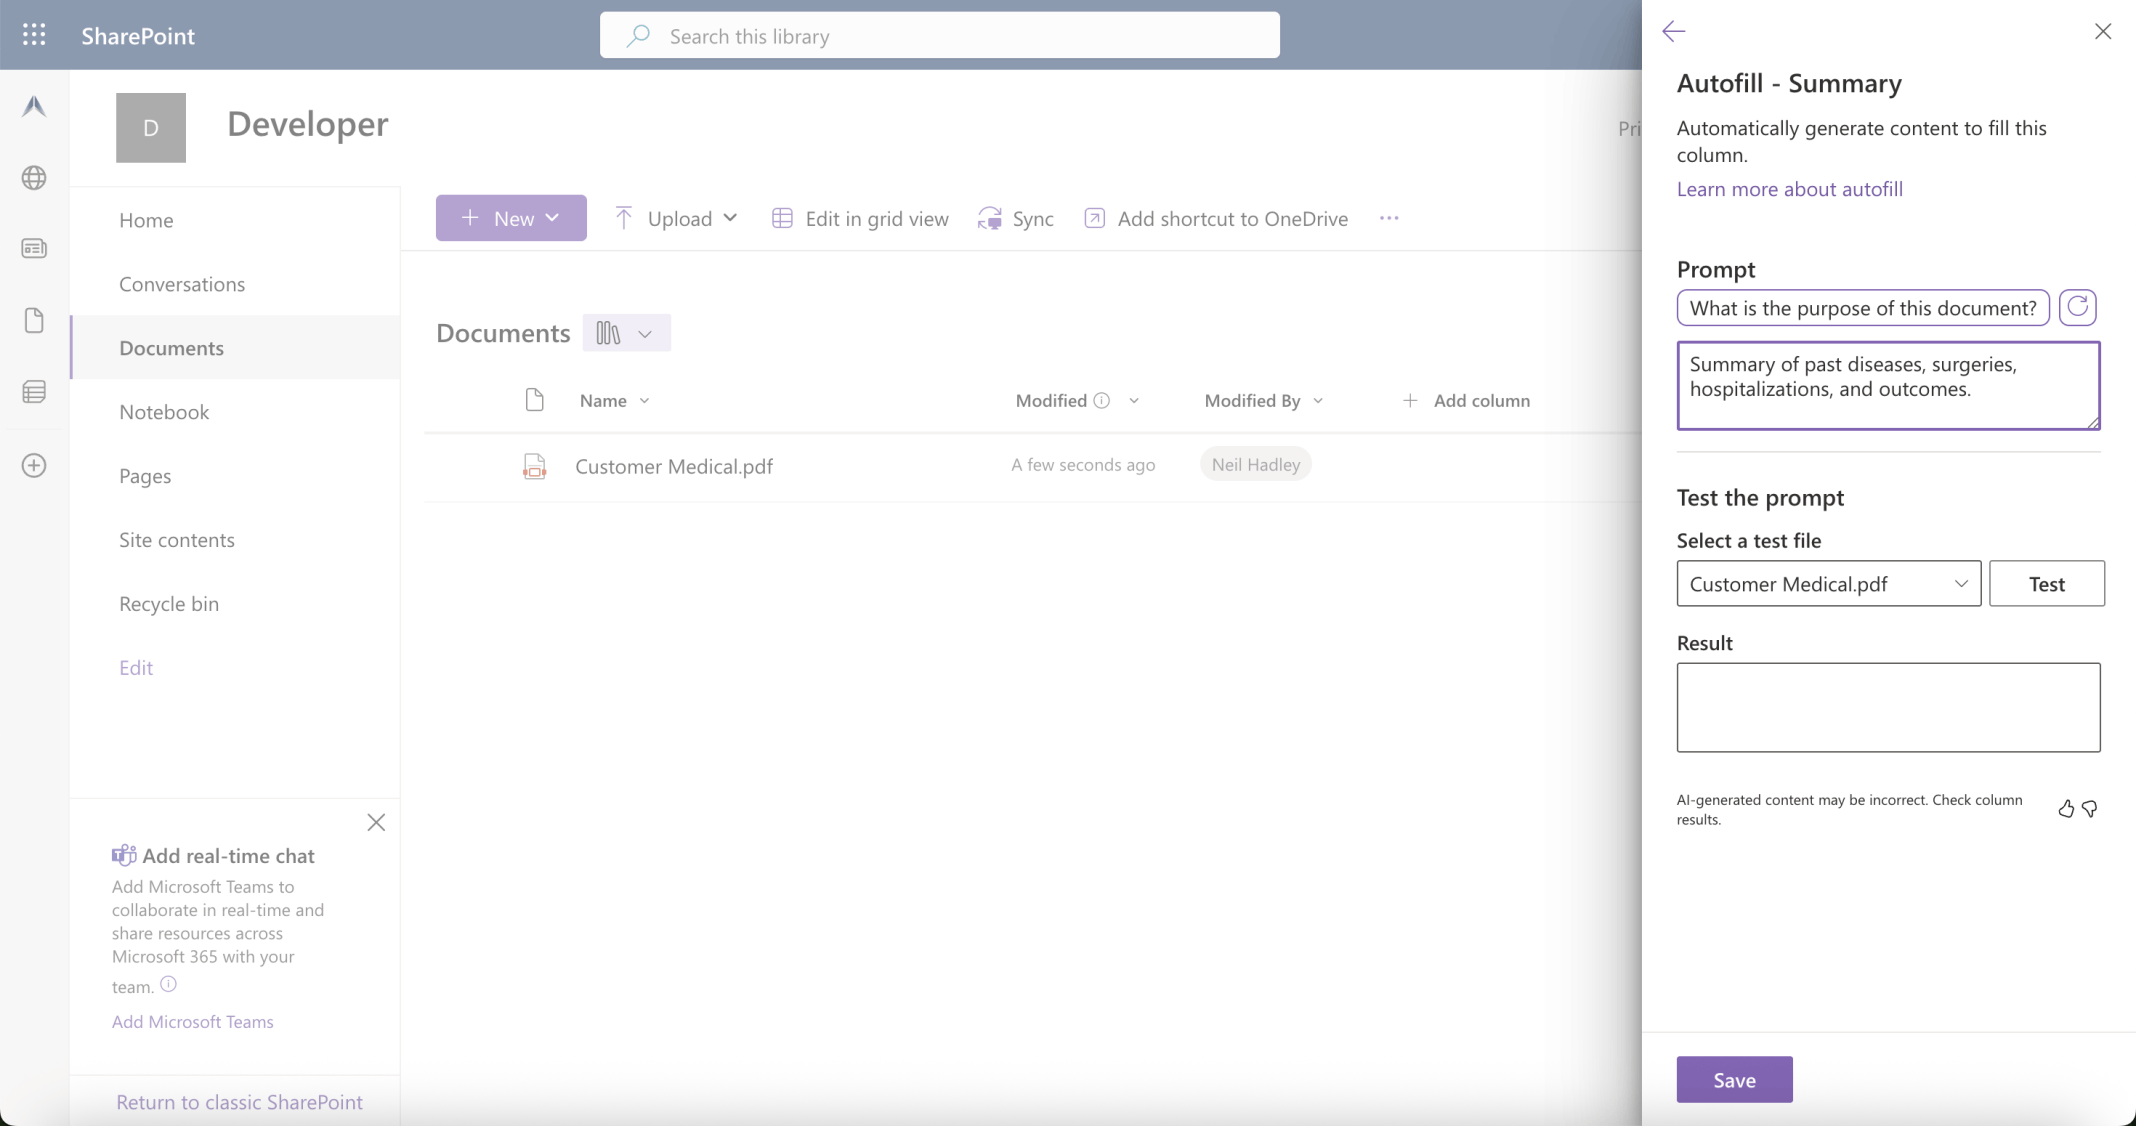 SharePoint
Search this library
D
Developer
Pri
Home
Conversations
Documents
Notebook
Pages
Site contents
Recycle bin
Edit
Add real-time chat
Add Microsoft Teams to
collaborate in real-time and
share resources across
Microsoft 365 with your
team.
Add Microsoft Teams
Return to classic SharePoint
New
Upload
Edit in grid view
Sync
Add shortcut to OneDrive
Documents
Name
Modified
Modified By
Add column
Customer Medical.pdf
A few seconds ago
Neil Hadley
Autofill - Summary
Automatically generate content to fill this
column.
Learn more about autofill
Prompt
What is the purpose of this document?
Summary of past diseases, surgeries,
hospitalizations, and outcomes.
Test the prompt
Select a test file
Customer Medical.pdf
Test
Result
AI-generated content may be incorrect. Check column
results.
Save